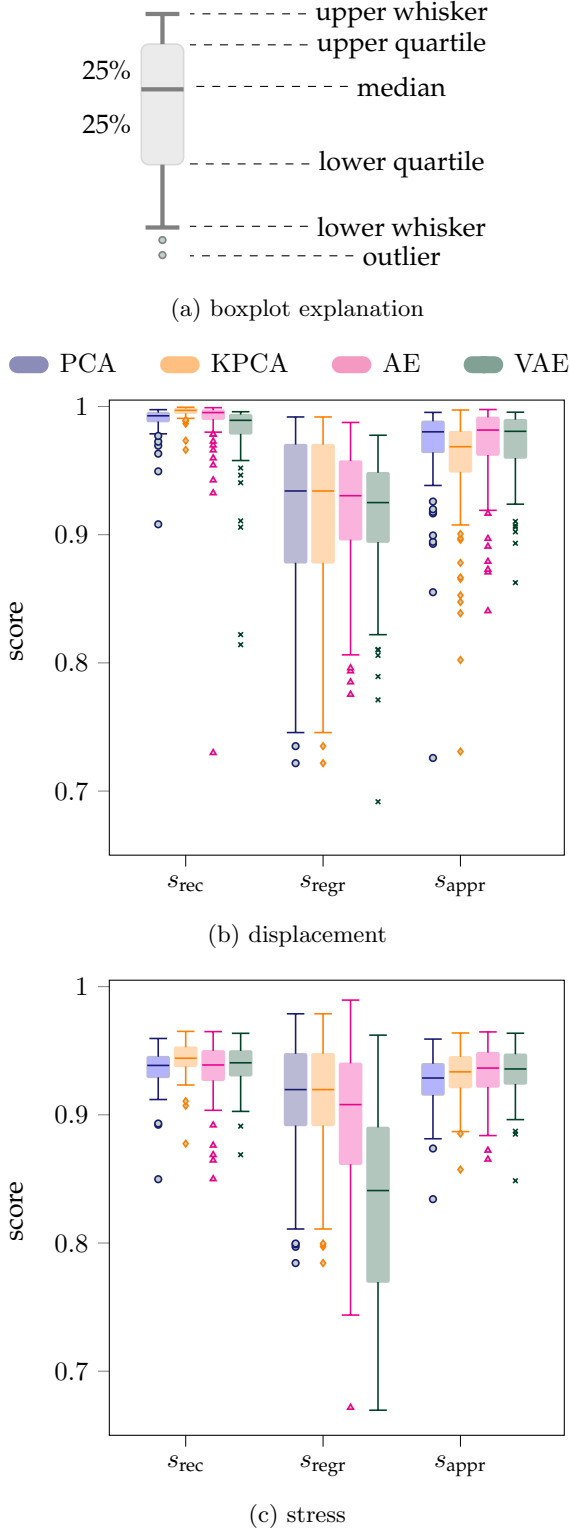 upper whisker
upper quartile
25%
median
25%
lower quartile
lower whisker
outlier
(a) boxplot explanation
PCA KPCA AE VAE
1
0.9
0.8
0.7
score
s_rec s_regr s_appr
(b) displacement
1
0.9
0.8
0.7
score
s_rec s_regr s_appr
(c) stress